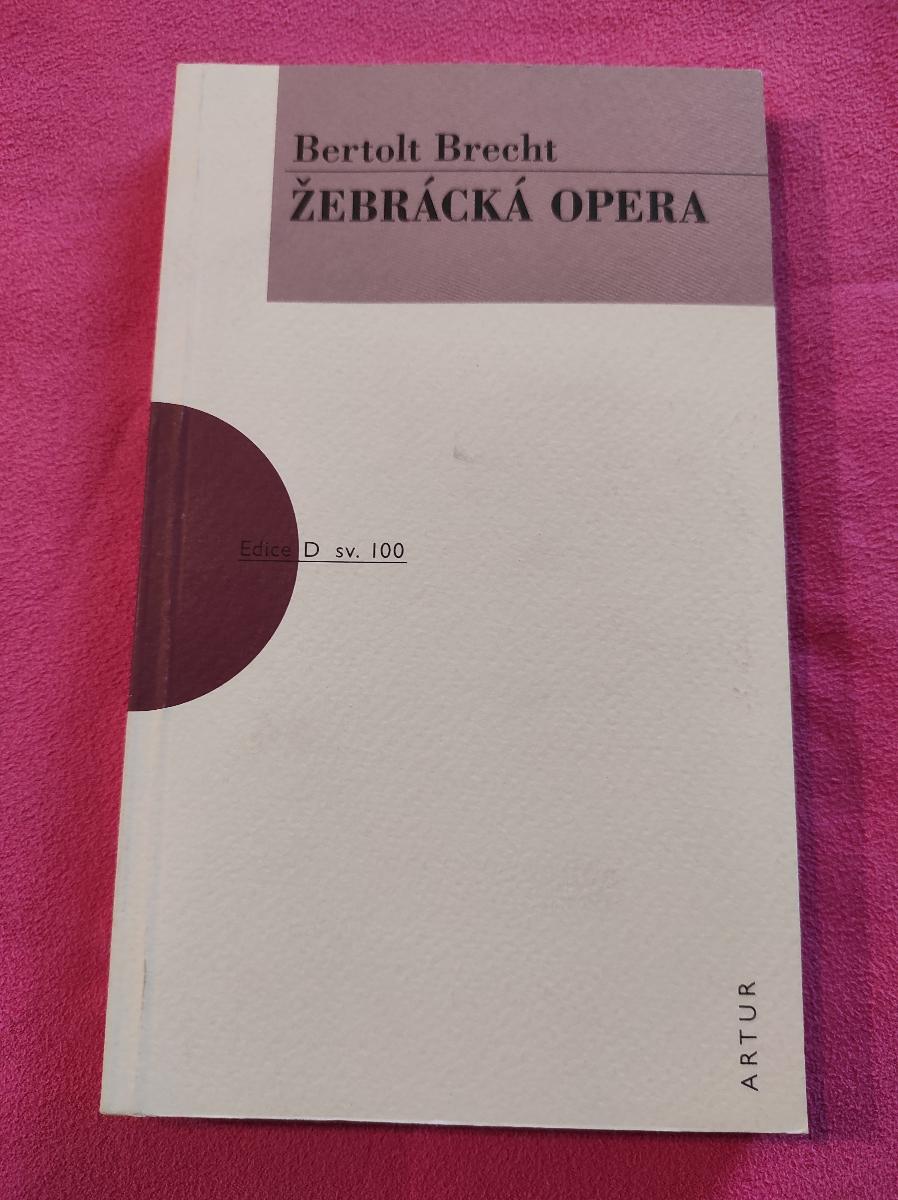 Bertolt Brecht
ŽEBRÁCKÁ OPERA
Edice D sv. 100
ARTUR